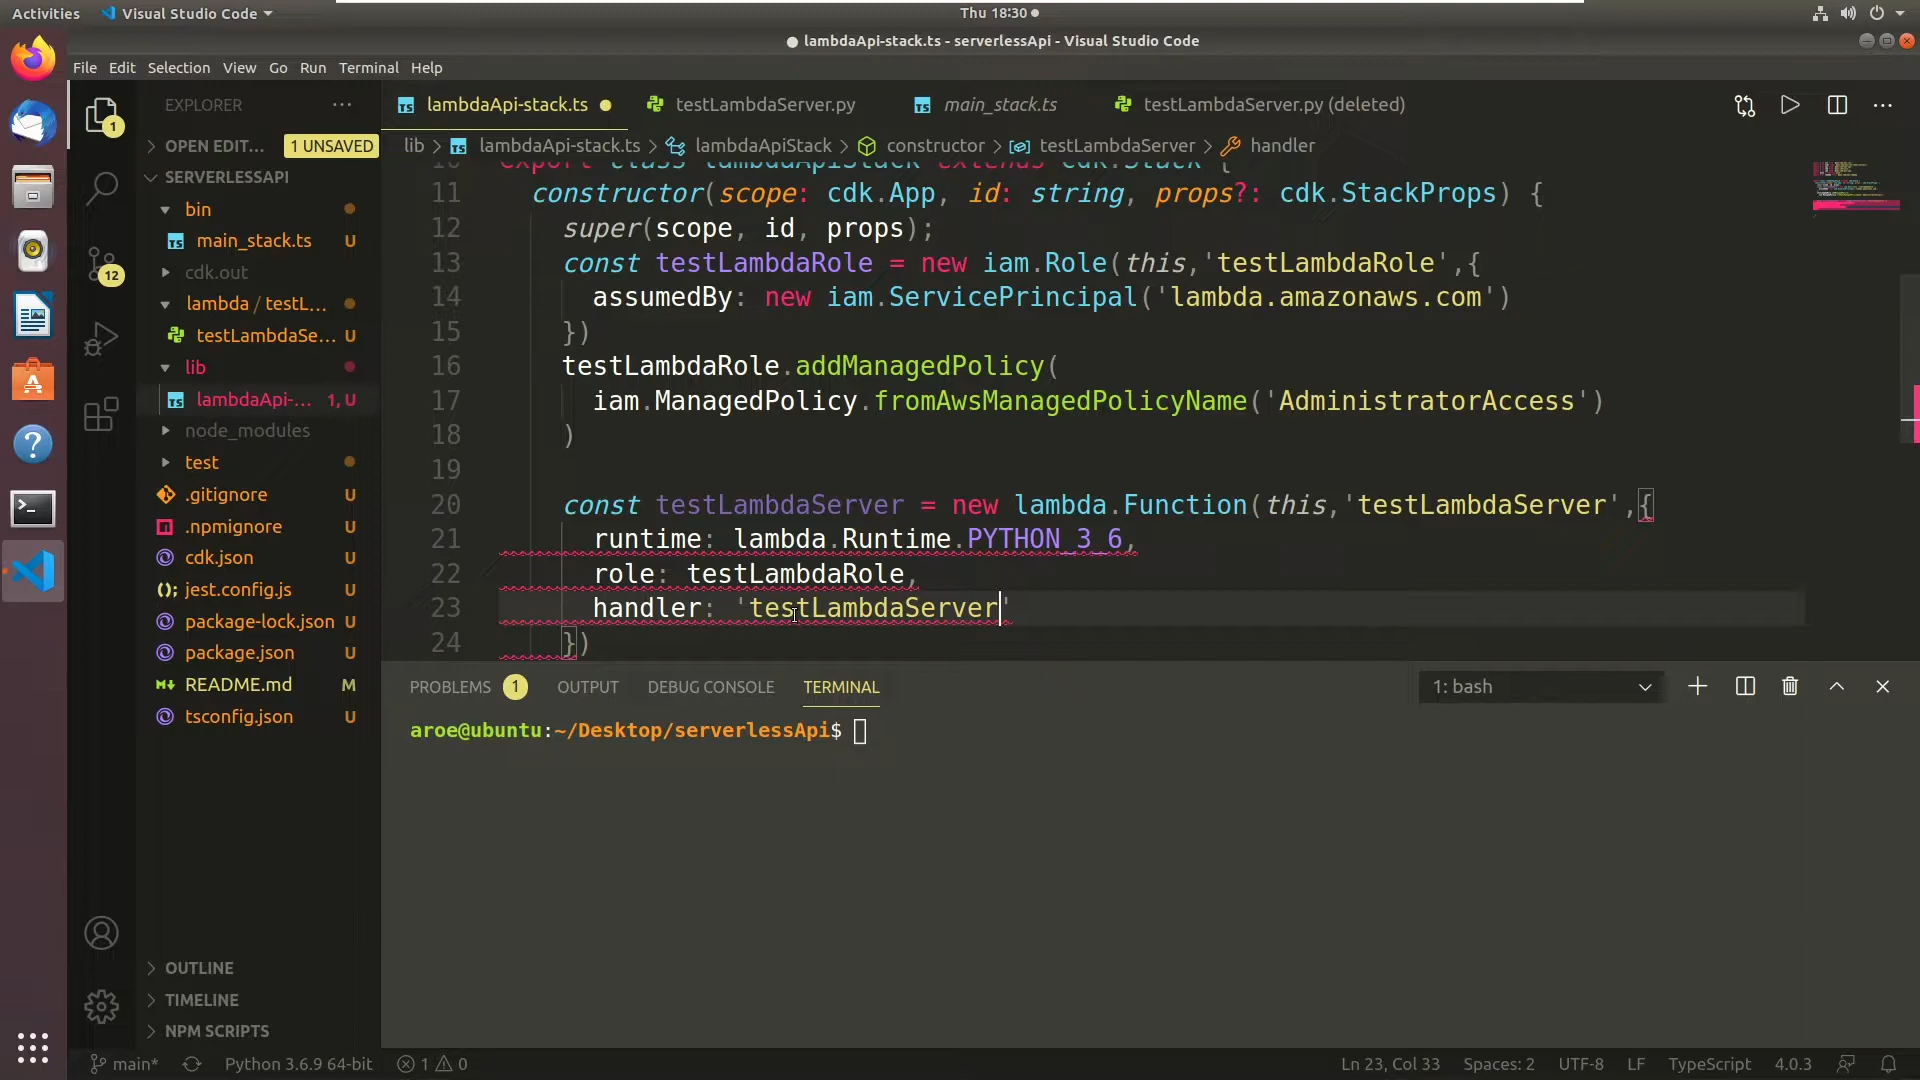 Activities Visual Studio Code Thu 18:30
lambdaApi-stack.ts - serverlessApi - Visual Studio Code
File Edit Selection View Go Run Terminal Help
EXPLORER
lambdaApi-stack.ts testLambdaServer.py main_stack.ts testLambdaServer.py (deleted)
1
OPEN EDIT... 1 UNSAVED
lib > lambdaApi-stack.ts > lambdaApiStack > constructor > testLambdaServer > handler
SERVERLESSAPI
bin
main_stack.ts U
cdk.out
lambda / testL...
testLambdaSe... U
lib
lambdaApi-... 1, U
node_modules
test
.gitignore U
.npmignore U
cdk.json U
jest.config.js U
package-lock.json U
package.json U
README.md M
tsconfig.json U
OUTLINE
TIMELINE
NPM SCRIPTS
12
10 export class lambdaApiStack extends cdk.Stack {
11 constructor(scope: cdk.App, id: string, props?: cdk.StackProps) {
12 super(scope, id, props);
13 const testLambdaRole = new iam.Role(this,'testLambdaRole',{
14 assumedBy: new iam.ServicePrincipal('lambda.amazonaws.com')
15 })
16 testLambdaRole.addManagedPolicy(
17 iam.ManagedPolicy.fromAwsManagedPolicyName('AdministratorAccess')
18 )
19
20 const testLambdaServer = new lambda.Function(this,'testLambdaServer',{
21 runtime: lambda.Runtime.PYTHON_3_6,
22 role: testLambdaRole,
23 handler: 'testLambdaServer'
24 })
PROBLEMS 1 OUTPUT DEBUG CONSOLE TERMINAL 1: bash
aroe@ubuntu:~/Desktop/serverlessApi$
main* Python 3.6.9 64-bit 1 0 Ln 23, Col 33 Spaces: 2 UTF-8 LF TypeScript 4.0.3